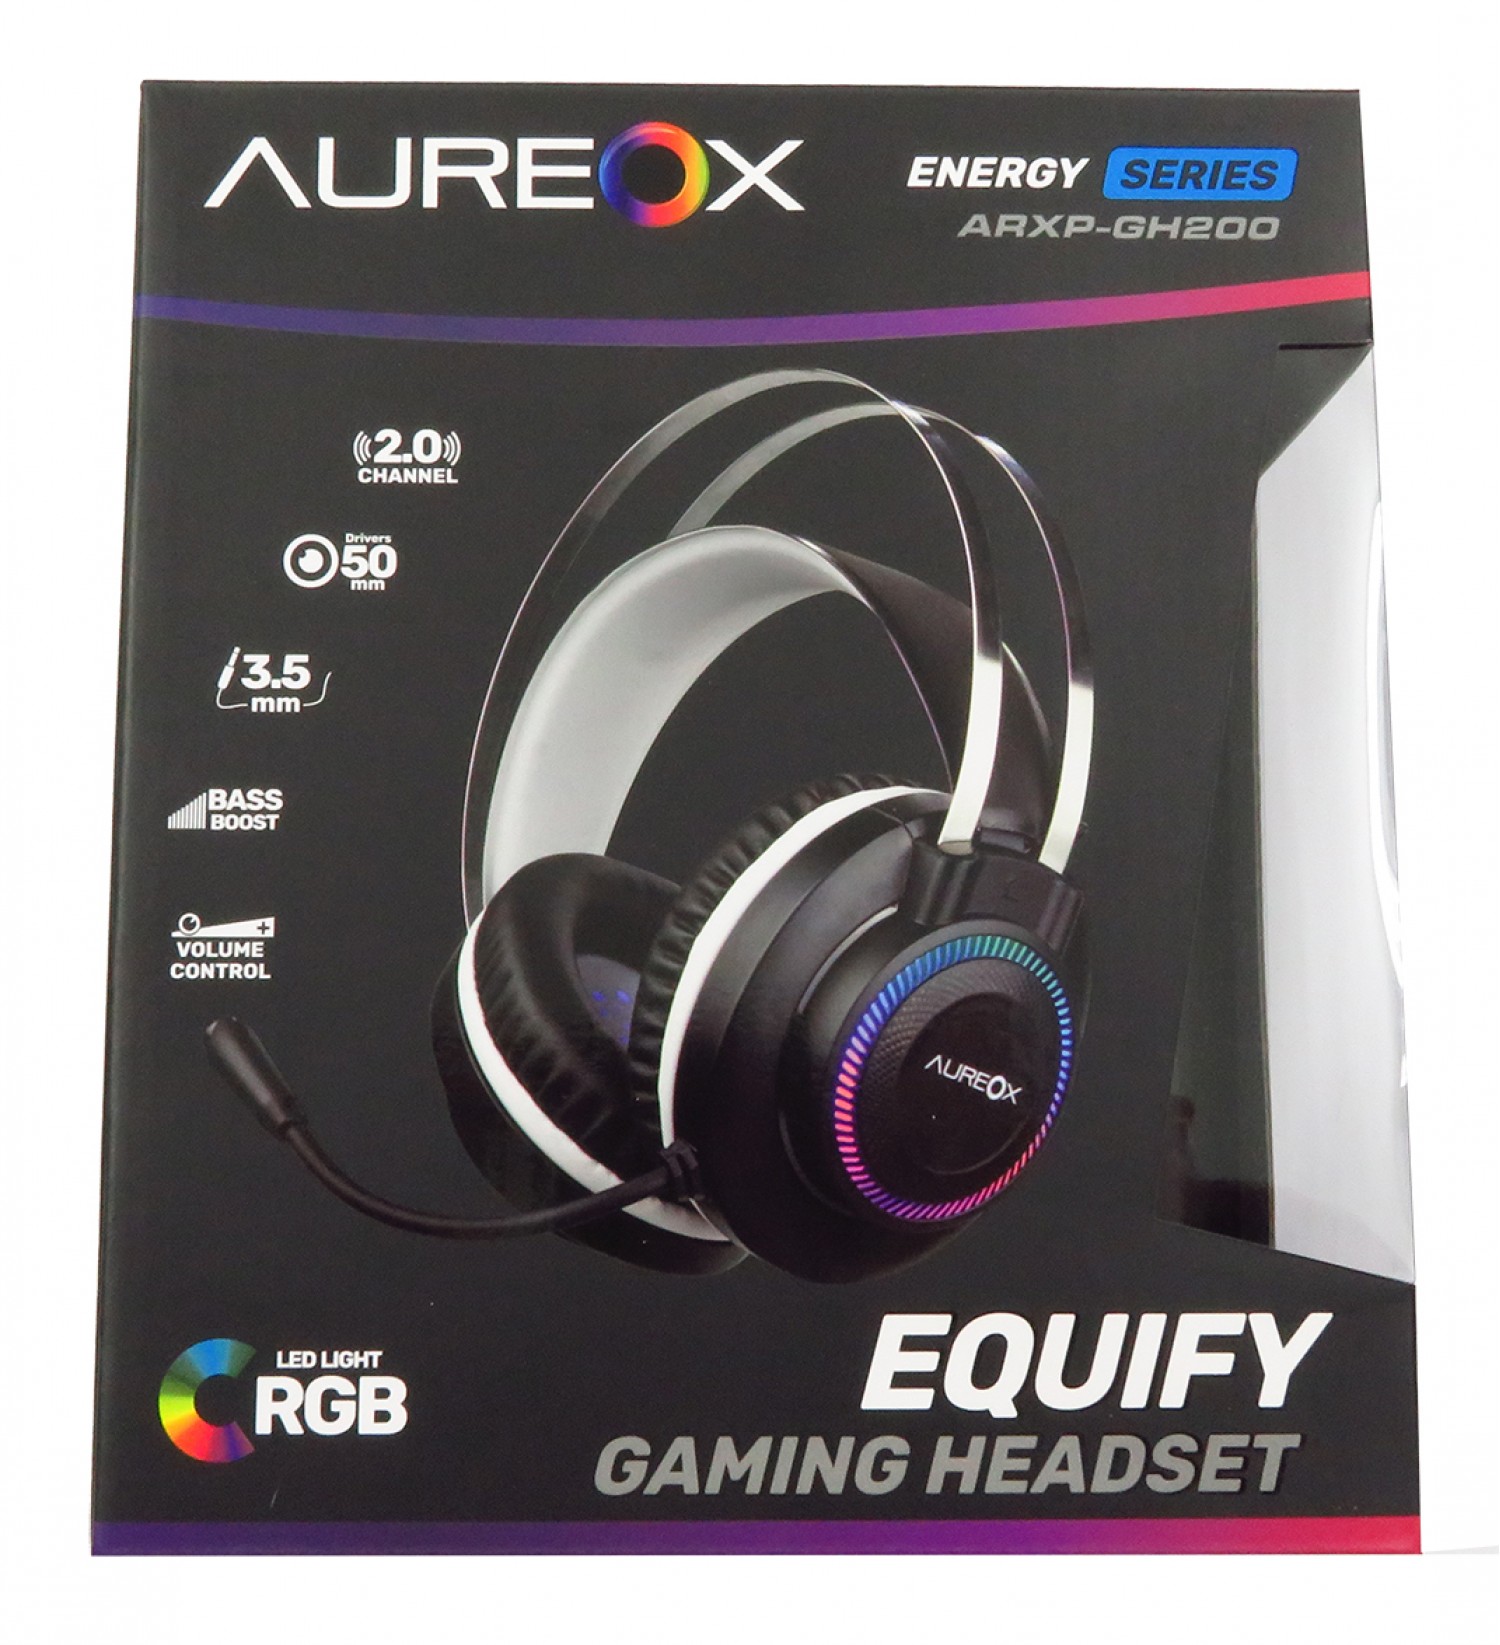 AUREOX
ENERGY SERIES
ARXP-GH200
2.0
CHANNEL
Drivers
50
mm
3.5
mm
BASS
BOOST
+
VOLUME
CONTROL
AUREOX
LED LIGHT
RGB
EQUIFY
GAMING HEADSET